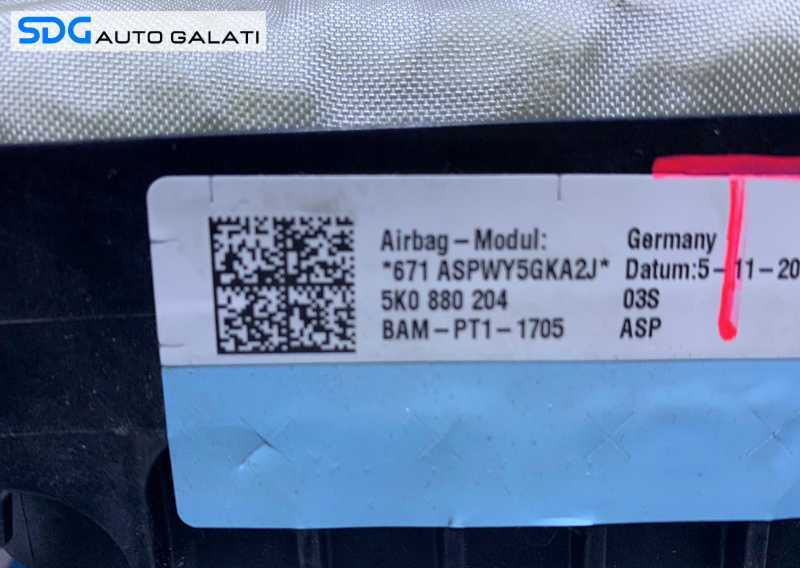 SDG AUTO GALATI
Airbag-Modul: Germany
*671 ASPWY5GKA2J* Datum:5-11-20
5K0 880 204 03S
BAM-PT1-1705 ASP